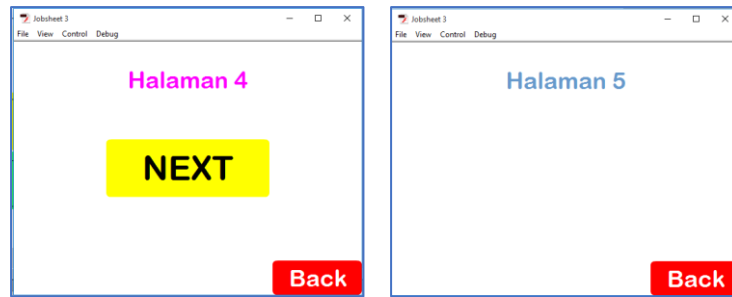 Jobsheet 3
File View Control Debug
Halaman 4
NEXT
Back
Jobsheet 3
File View Control Debug
Halaman 5
Back